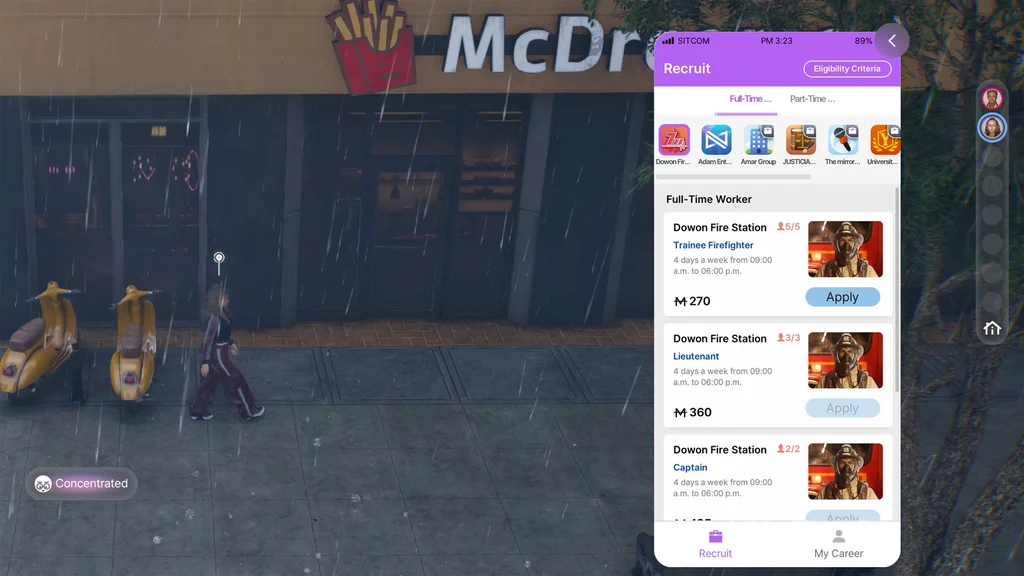 McDr
SITCOM PM 3:23 89%
Recruit Eligibility Criteria
Full-Time ... Part-Time ...
Dowon Fir... Adam Ent... Amar Group JUSTICIA... The mirror... Universit...
Full-Time Worker
Dowon Fire Station 5/5
Trainee Firefighter
4 days a week from 09:00
a.m. to 06:00 p.m.
270
Apply
Dowon Fire Station 3/3
Lieutenant
4 days a week from 09:00
a.m. to 06:00 p.m.
360
Apply
Dowon Fire Station 2/2
Captain
4 days a week from 09:00
a.m. to 06:00 p.m.
Apply
Recruit My Career
Concentrated